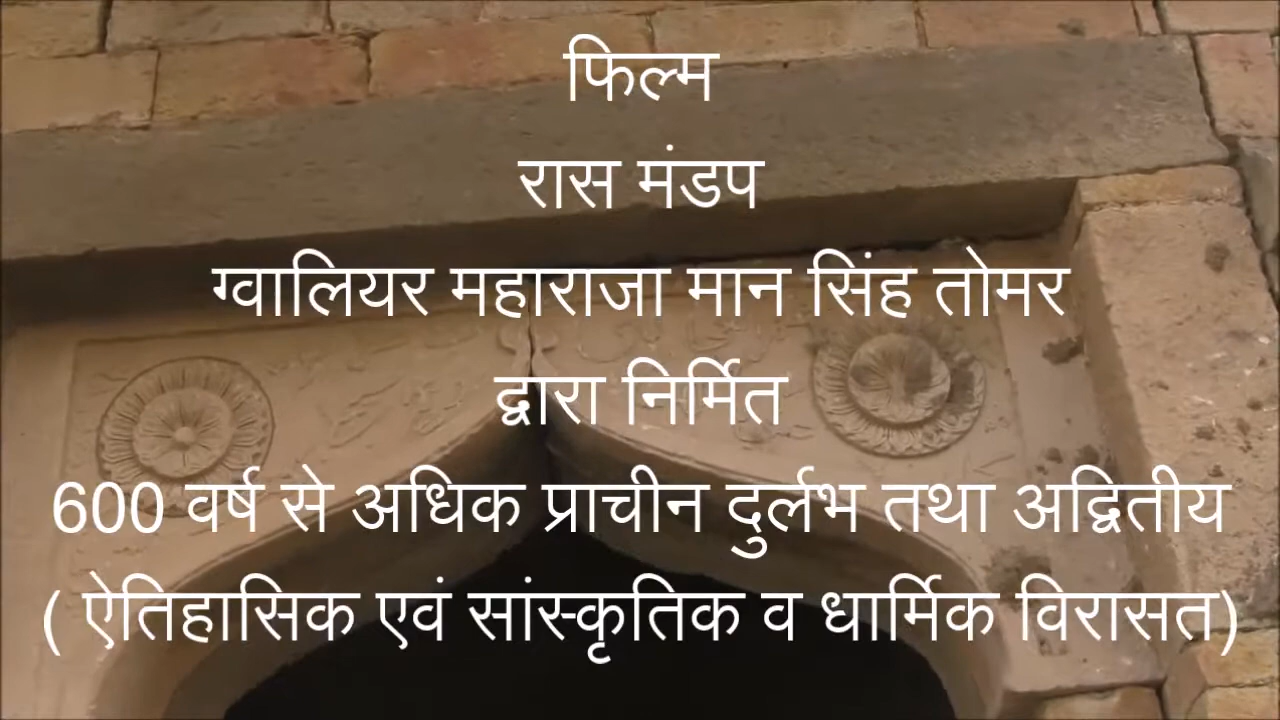 फिल्म
रास मंडप
ग्वालियर महाराजा मान सिंह तोमर
द्वारा निर्मित
600 वर्ष से अधिक प्राचीन दुर्लभ तथा अद्वितीय
( ऐतिहासिक एवं सांस्कृतिक व धार्मिक विरासत)